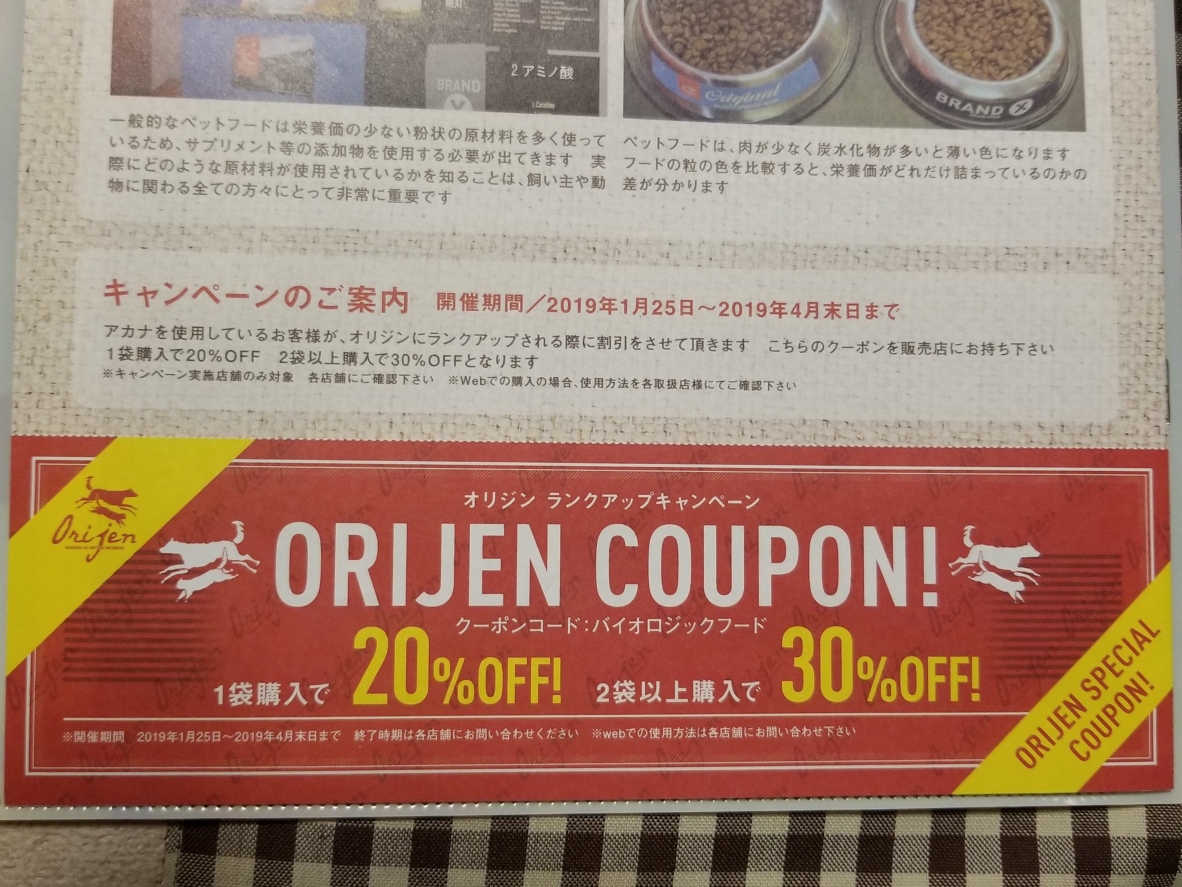 MEAT
2 アミノ酸
BRAND
Original
BRAND X
一般的なペットフードは栄養価の少ない粉状の原材料を多く使って
いるため、サプリメント等の添加物を使用する必要が出てきます 実
際にどのような原材料が使用されているかを知ることは、飼い主や動
物に関わる全ての方々にとって非常に重要です
ペットフードは、肉が少なく炭水化物が多いと薄い色になります
フードの粒の色を比較すると、栄養価がどれだけ詰まっているのかの
差が分かります
キャンペーンのご案内 開催期間／2019年1月25日～2019年4月末日まで
アカナを使用しているお客様が、オリジンにランクアップされる際に割引をさせて頂きます こちらのクーポンを販売店にお持ち下さい
1袋購入で20%OFF 2袋以上購入で30%OFFとなります
※キャンペーン実施店舗のみ対象 各店舗にご確認下さい ※Webでの購入の場合、使用方法を各取扱店様にてご確認下さい
Orijen
オリジン ランクアップキャンペーン
ORIJEN COUPON!
クーポンコード:バイオロジックフード
1袋購入で 20%OFF! 2袋以上購入で 30%OFF!
※開催期間 2019年1月25日～2019年4月末日まで 終了時期は各店舗にお問い合わせください ※webでの使用方法は各店舗にお問い合わせ下さい
ORIJEN SPECIAL
COUPON!